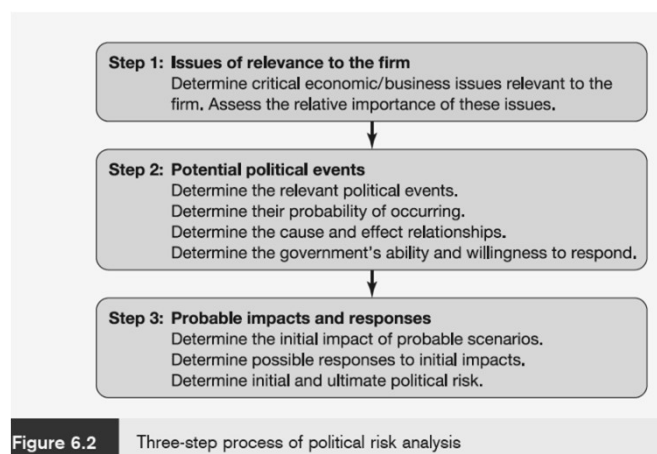 Step 1: Issues of relevance to the firm
Determine critical economic/business issues relevant to the
firm. Assess the relative importance of these issues.
Step 2: Potential political events
Determine the relevant political events.
Determine their probability of occurring.
Determine the cause and effect relationships.
Determine the government's ability and willingness to respond.
Step 3: Probable impacts and responses
Determine the initial impact of probable scenarios.
Determine possible responses to initial impacts.
Determine initial and ultimate political risk.
Figure 6.2 Three-step process of political risk analysis